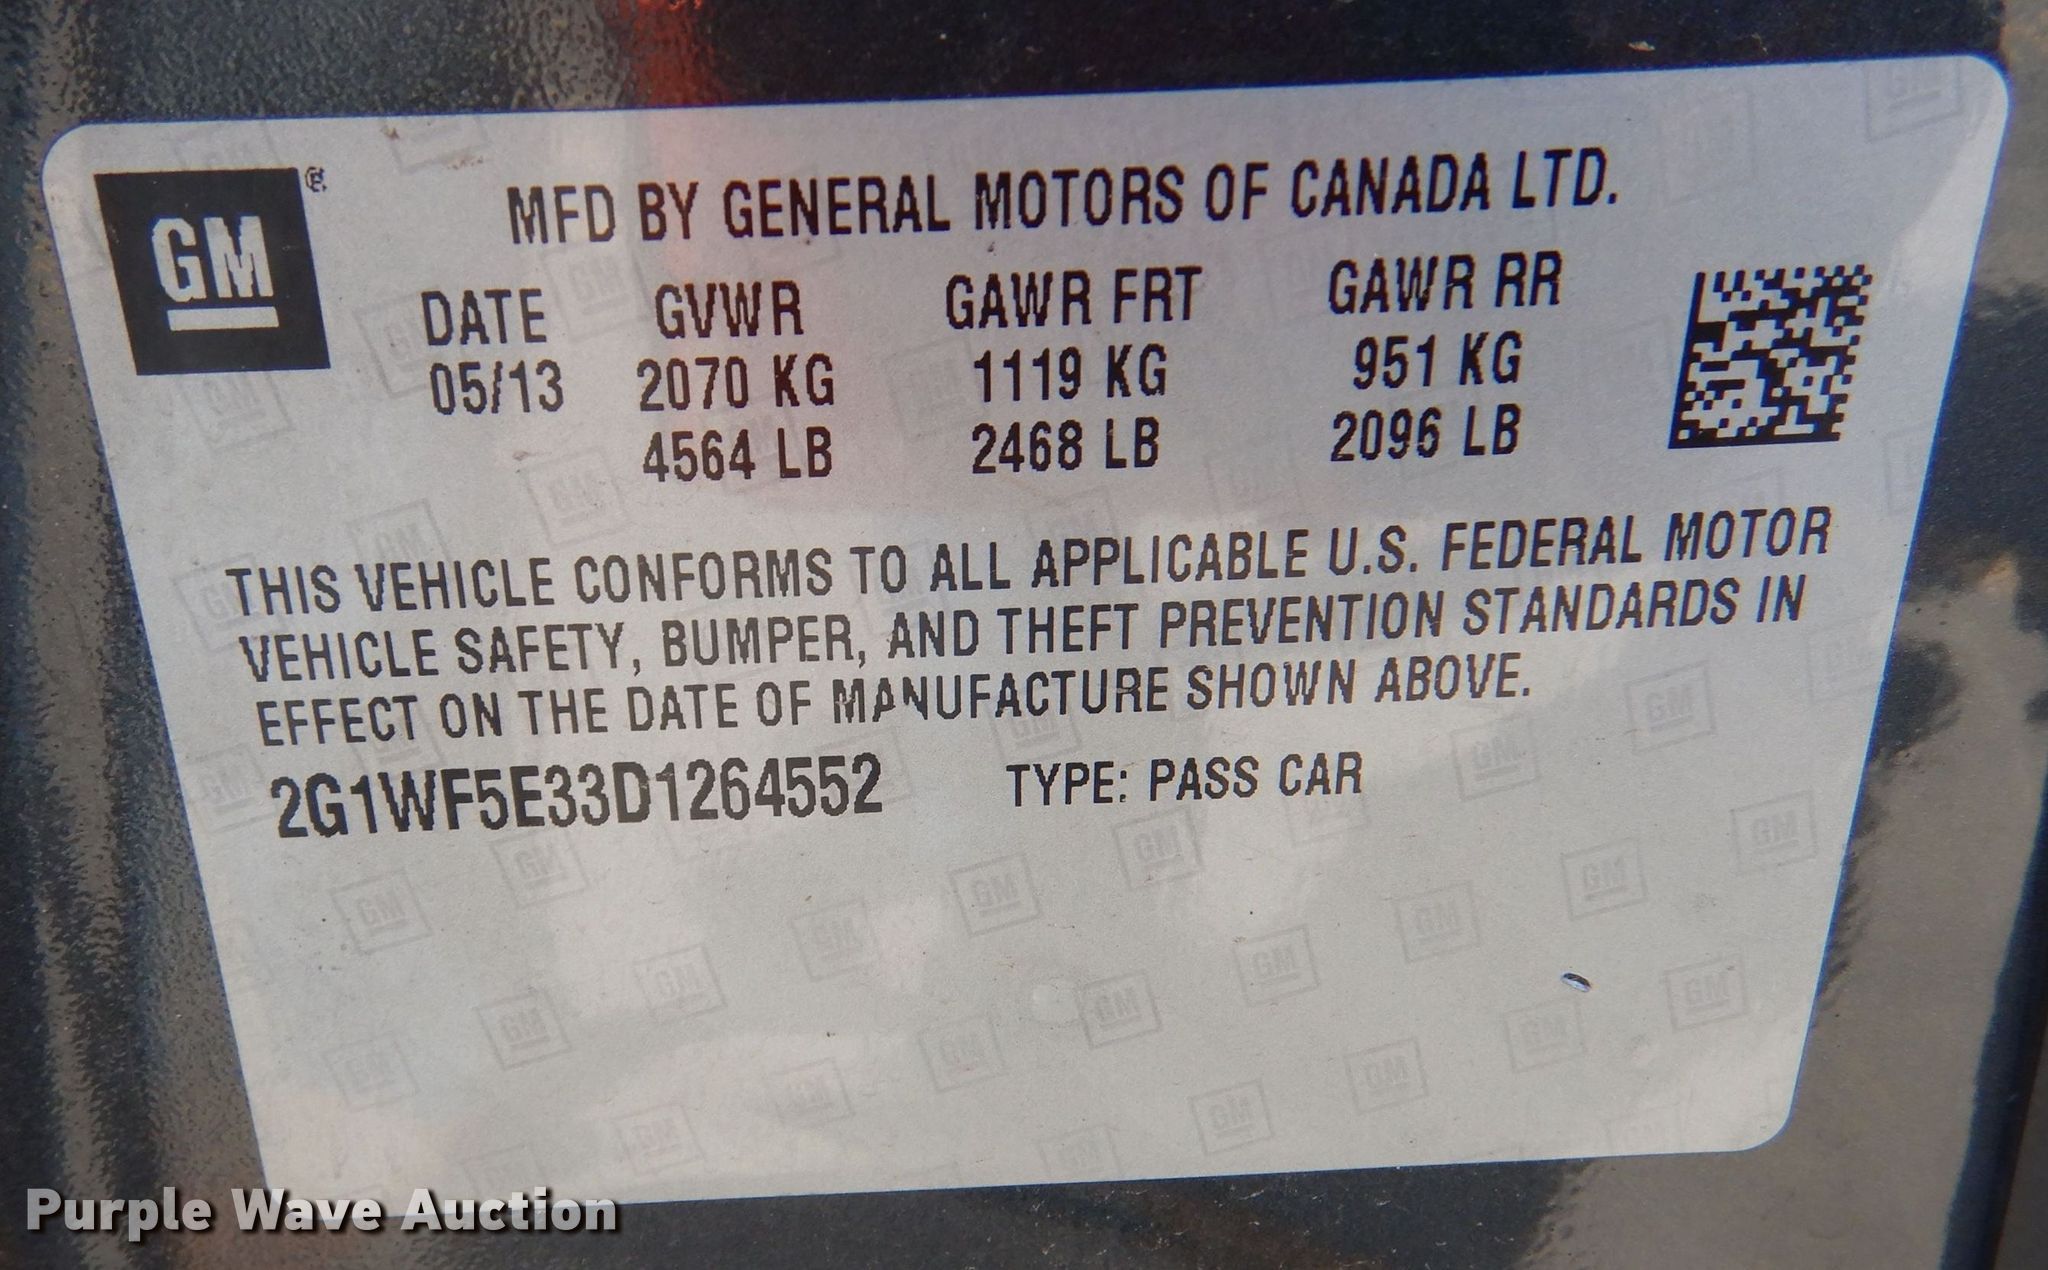 GM®
MFD BY GENERAL MOTORS OF CANADA LTD.
DATE GVWR GAWR FRT GAWR RR
05/13 2070 KG 1119 KG 951 KG
4564 LB 2468 LB 2096 LB
THIS VEHICLE CONFORMS TO ALL APPLICABLE U.S. FEDERAL MOTOR
VEHICLE SAFETY, BUMPER, AND THEFT PREVENTION STANDARDS IN
EFFECT ON THE DATE OF MANUFACTURE SHOWN ABOVE.
2G1WF5E33D1264552 TYPE: PASS CAR
Purple Wave Auction